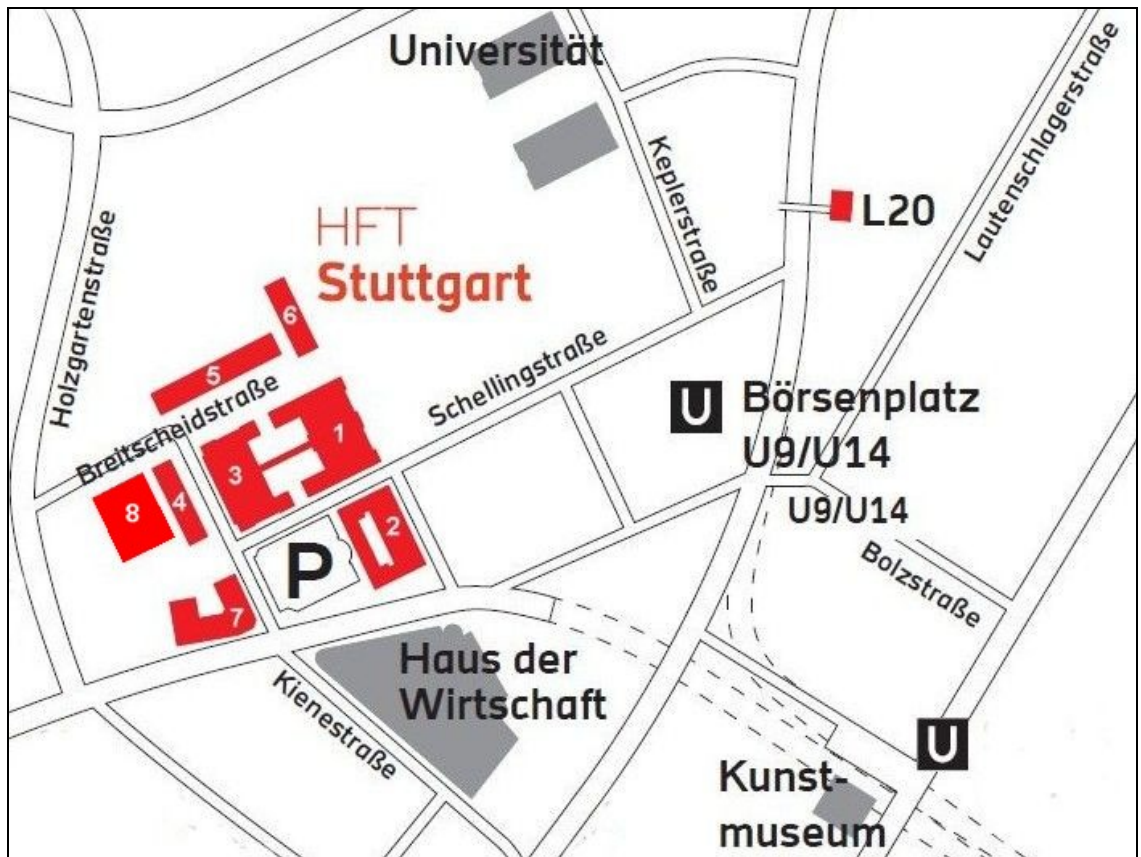 Universität
Keplerstraße
Lautenschlagerstraße
L20
HFT
Stuttgart
Holzgartenstraße
6
5
Breitscheidstraße
Schellingstraße
U
Börsenplatz
U9/U14
U9/U14
1
3
4
8
2
P
7
Bolzstraße
Haus der
Wirtschaft
Kienestraße
U
Kunst-
museum